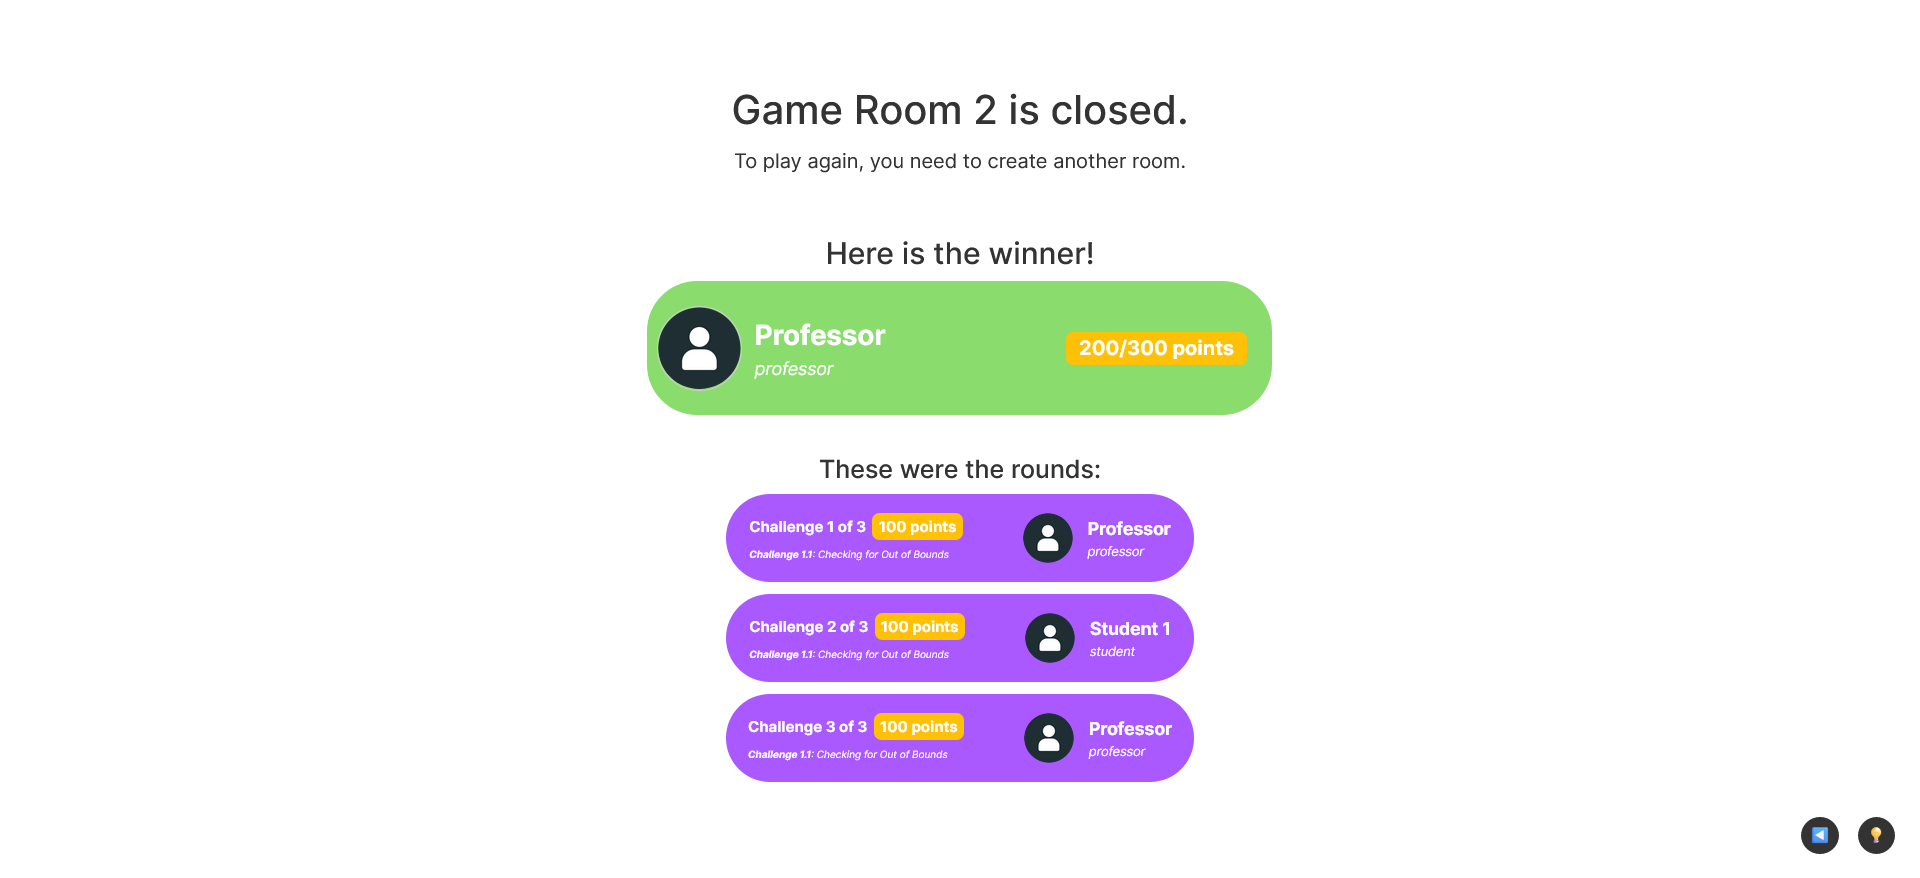 Game Room 2 is closed.
To play again, you need to create another room.
Here is the winner!
Professor
professor
200/300 points
These were the rounds:
Challenge 1 of 3 100 points
Challenge 1.1: Checking for Out of Bounds
Professor
professor
Challenge 2 of 3 100 points
Challenge 1.1: Checking for Out of Bounds
Student 1
student
Challenge 3 of 3 100 points
Challenge 1.1: Checking for Out of Bounds
Professor
professor